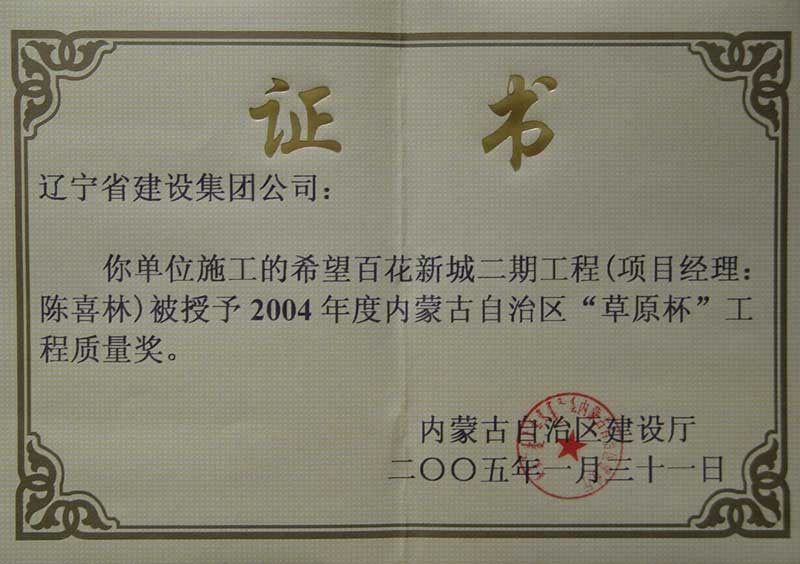 证书
辽宁省建设集团公司：
你单位施工的希望百花新城二期工程(项目经理：
陈喜林)被授予2004年度内蒙古自治区“草原杯”工
程质量奖。
内蒙古自治区建设厅
二〇〇五年一月三十一日